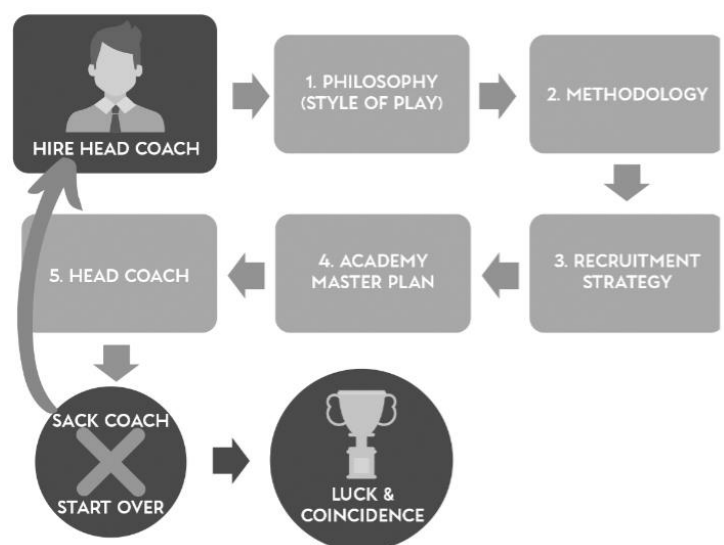 HIRE HEAD COACH
1. PHILOSOPHY
(STYLE OF PLAY)
2. METHODOLOGY
3. RECRUITMENT
STRATEGY
4. ACADEMY
MASTER PLAN
5. HEAD COACH
SACK COACH
START OVER
LUCK &
COINCIDENCE